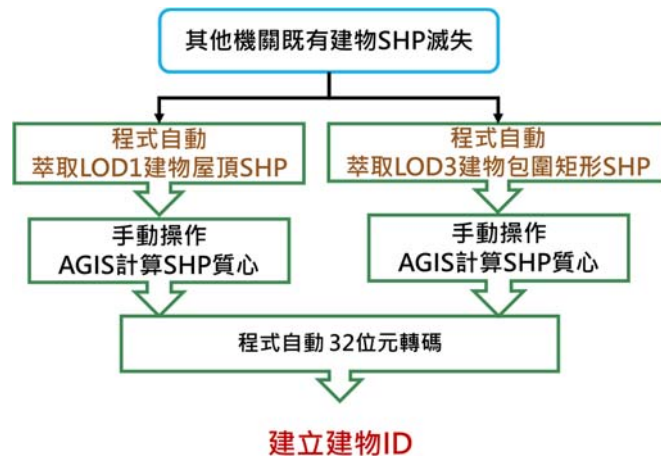 其他機關既有建物SHP滅失
程式自動
萃取LOD1建物屋頂SHP
程式自動
萃取LOD3建物包圍矩形SHP
手動操作
AGIS計算SHP質心
手動操作
AGIS計算SHP質心
程式自動 32位元轉碼
建立建物ID